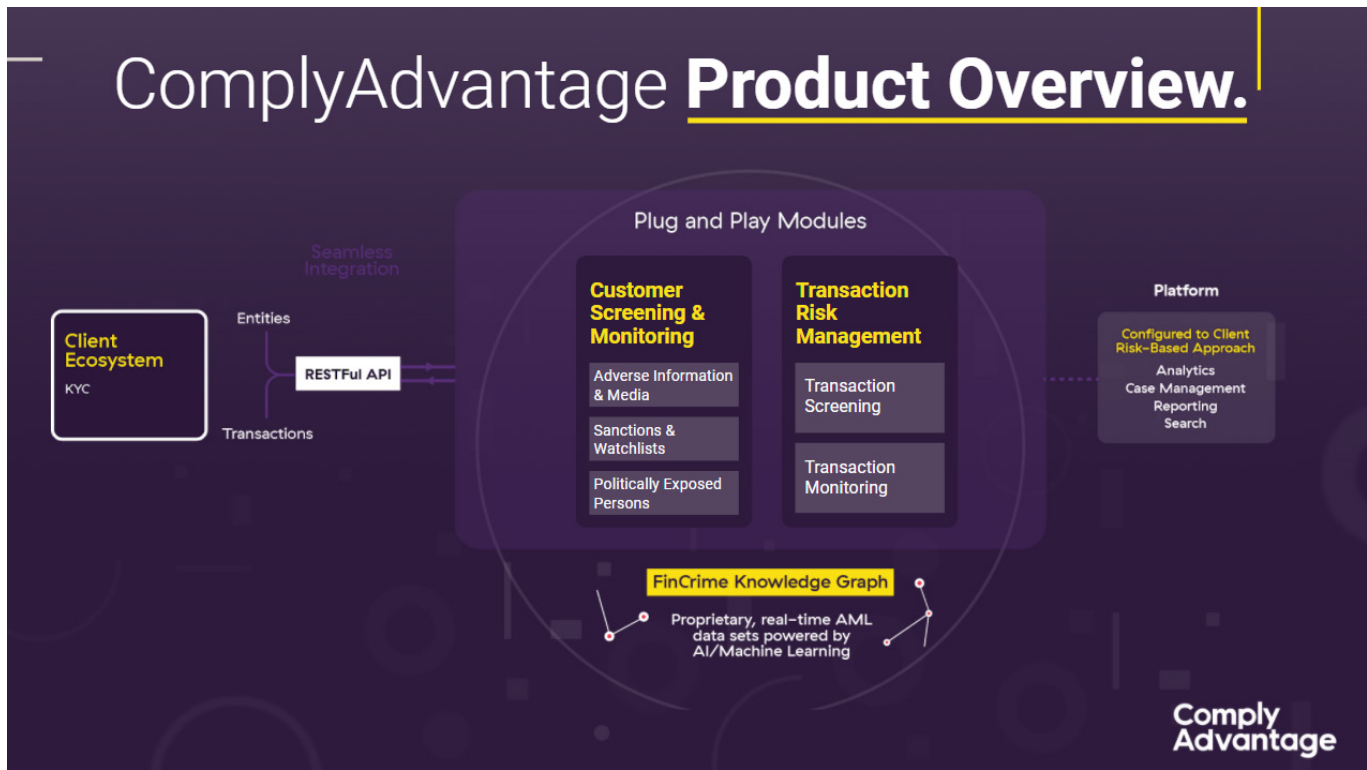 ComplyAdvantage Product Overview.
Plug and Play Modules
Seamless
Integration
Client
Ecosystem
KYC
Entities
Transactions
RESTFul API
Customer
Screening &
Monitoring
Adverse Information
& Media
Sanctions &
Watchlists
Politically Exposed
Persons
Transaction
Risk
Management
Transaction
Screening
Transaction
Monitoring
Platform
Configured to Client
Risk-Based Approach
Analytics
Case Management
Reporting
Search
FinCrime Knowledge Graph
Proprietary, real-time AML
data sets powered by
AI/Machine Learning
Comply
Advantage